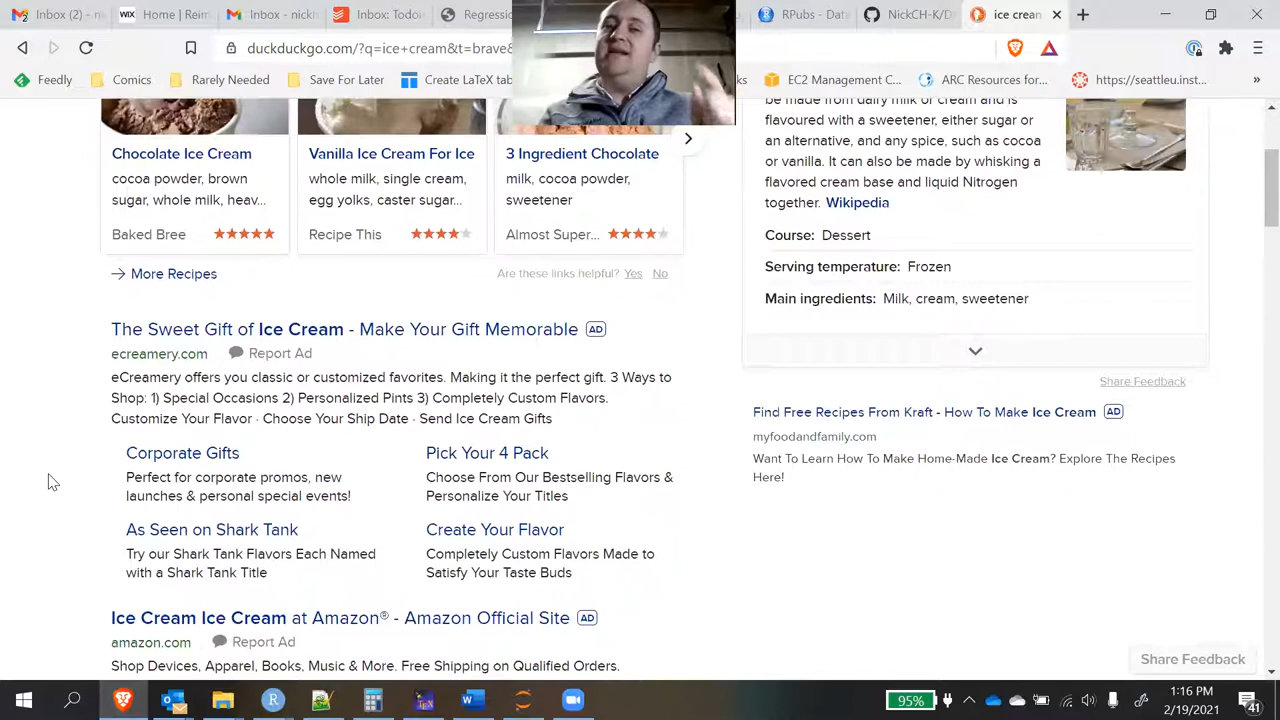 Inbox (2) - n
WIX
Home | Reim
Inbox - nickh
Inbox: Todoi
Regressio
RPubs - Data
NickCH-K/D
ice cream
duckduckgo.com/?q=ice+cream&t=brave&
Feedly
Comics
Rarely Needed
Save For Later
Create LaTeX tab
ks
EC2 Management C...
ARC Resources for...
https://seattleu.inst...
»
Chocolate Ice Cream
cocoa powder, brown
sugar, whole milk, heav...
Baked Bree
Vanilla Ice Cream For Ice
whole milk, single cream,
egg yolks, caster sugar...
Recipe This
3 Ingredient Chocolate
milk, cocoa powder,
sweetener
Almost Super...
More Recipes
Are these links helpful? Yes No
The Sweet Gift of Ice Cream - Make Your Gift Memorable AD
ecreamery.com Report Ad
eCreamery offers you classic or customized favorites. Making it the perfect gift. 3 Ways to
Shop: 1) Special Occasions 2) Personalized Pints 3) Completely Custom Flavors.
Customize Your Flavor · Choose Your Ship Date · Send Ice Cream Gifts
Corporate Gifts
Perfect for corporate promos, new
launches & personal special events!
Pick Your 4 Pack
Choose From Our Bestselling Flavors &
Personalize Your Titles
As Seen on Shark Tank
Try our Shark Tank Flavors Each Named
with a Shark Tank Title
Create Your Flavor
Completely Custom Flavors Made to
Satisfy Your Taste Buds
Ice Cream Ice Cream at Amazon® - Amazon Official Site AD
amazon.com Report Ad
Shop Devices, Apparel, Books, Music & More. Free Shipping on Qualified Orders.
be made from dairy milk or cream and is
flavoured with a sweetener, either sugar or
an alternative, and any spice, such as cocoa
or vanilla. It can also be made by whisking a
flavored cream base and liquid Nitrogen
together. Wikipedia
Course: Dessert
Serving temperature: Frozen
Main ingredients: Milk, cream, sweetener
Share Feedback
Find Free Recipes From Kraft - How To Make Ice Cream AD
myfoodandfamily.com
Want To Learn How To Make Home-Made Ice Cream? Explore The Recipes
Here!
Share Feedback
95%
1:16 PM
2/19/2021
41